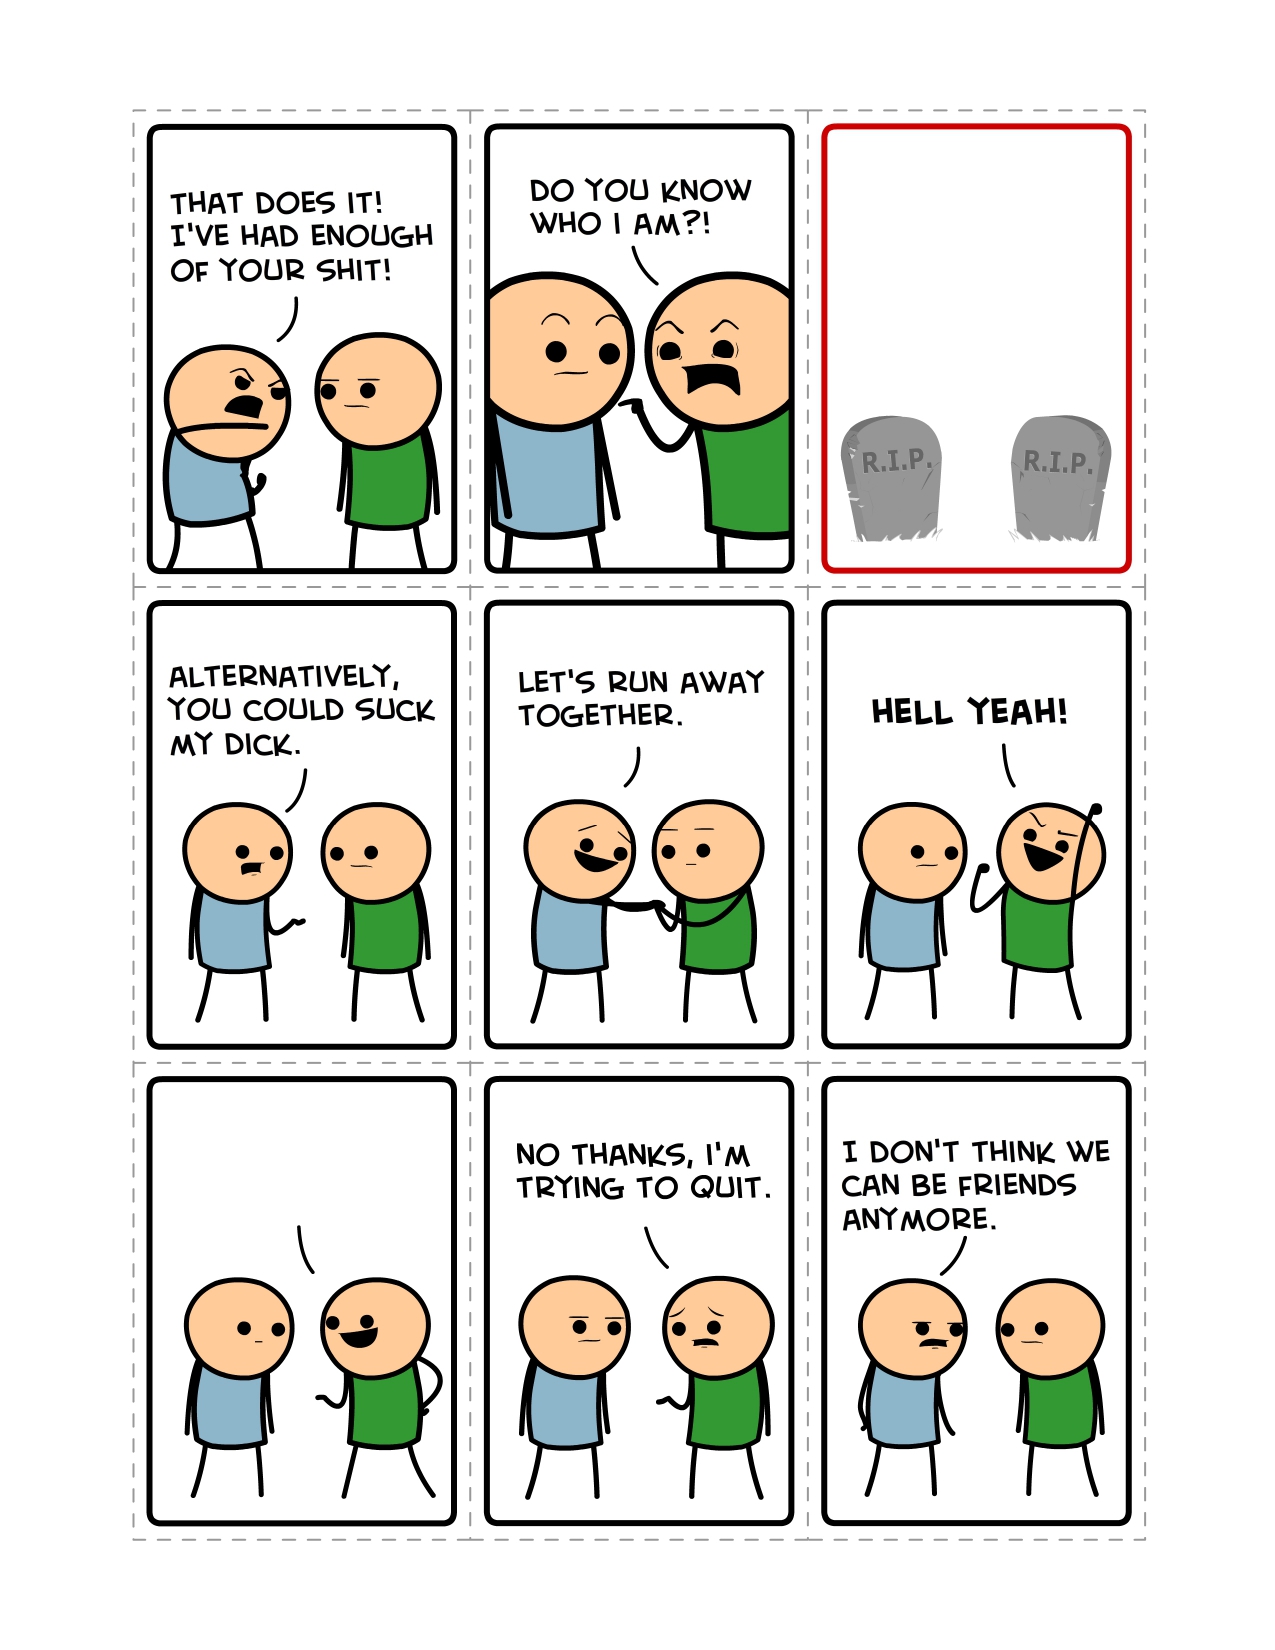 THAT DOES IT!
I'VE HAD ENOUGH
OF YOUR SHIT!
DO YOU KNOW
WHO I AM?!
R.I.P.
R.I.P.
ALTERNATIVELY,
YOU COULD SUCK
MY DICK.
LET'S RUN AWAY
TOGETHER.
HELL YEAH!
NO THANKS, I'M
TRYING TO QUIT.
I DON'T THINK WE
CAN BE FRIENDS
ANYMORE.